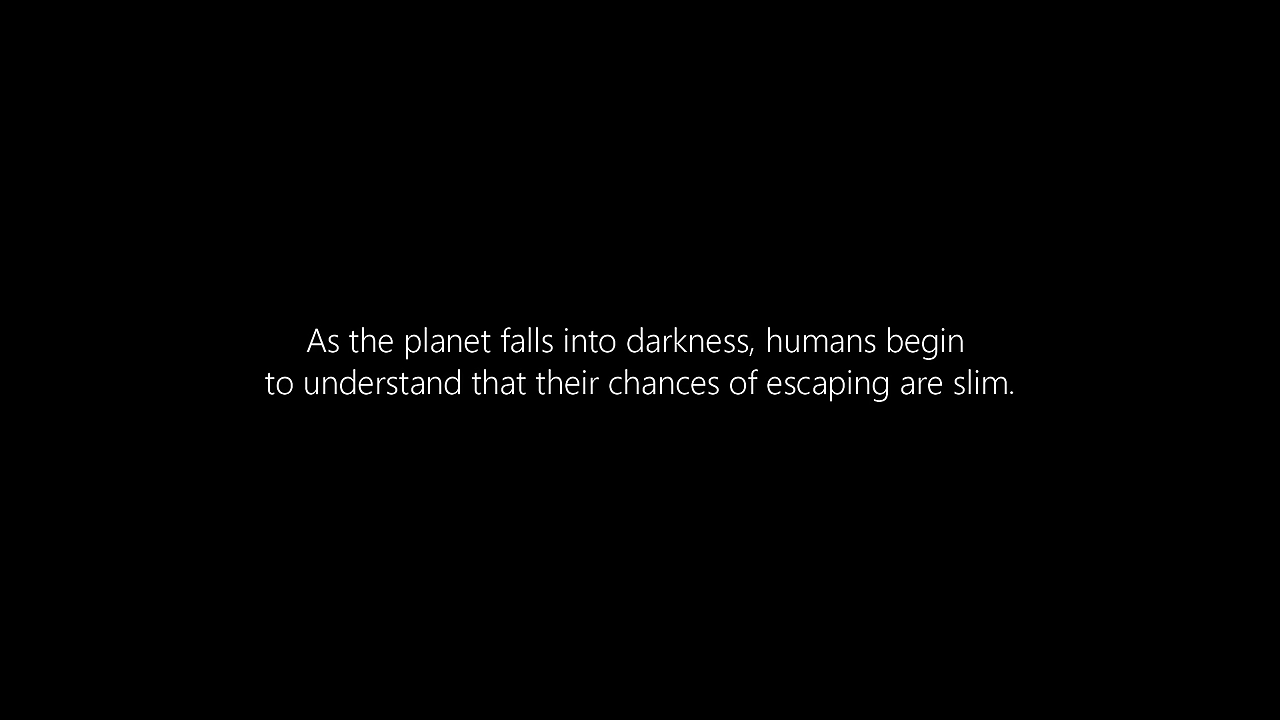 As the planet falls into darkness, humans begin
to understand that their chances of escaping are slim.